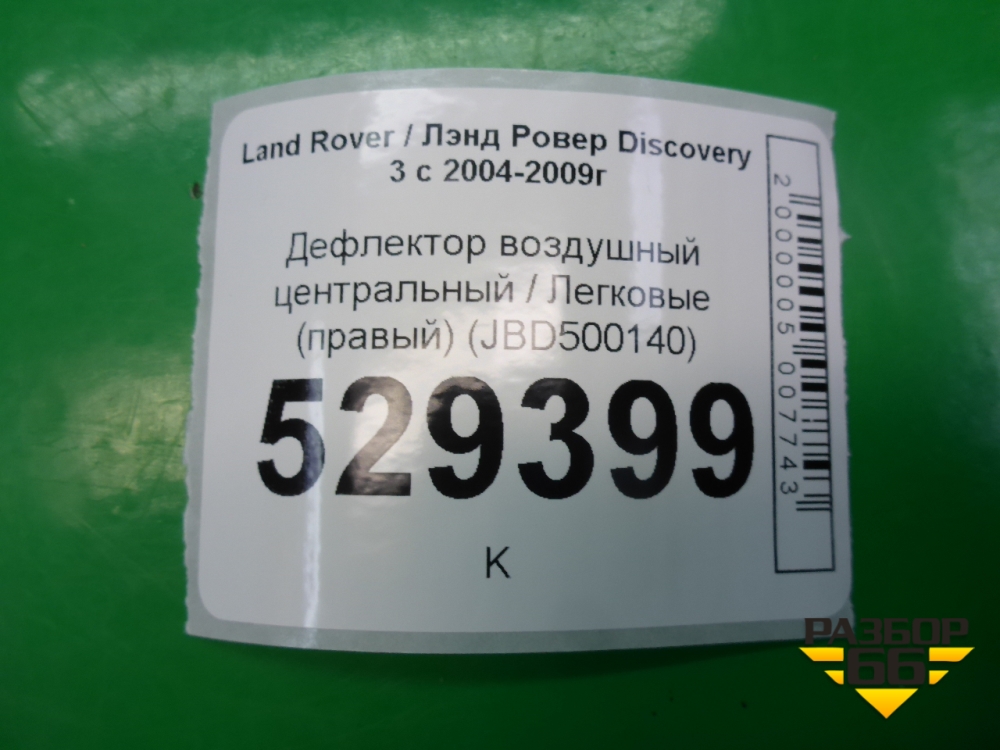 Land Rover / Лэнд Ровер Discovery
3 с 2004-2009г
Дефлектор воздушный
центральный / Легковые
(правый) (JBD500140)
529399
К
2000005007743
РАЗБОР
66